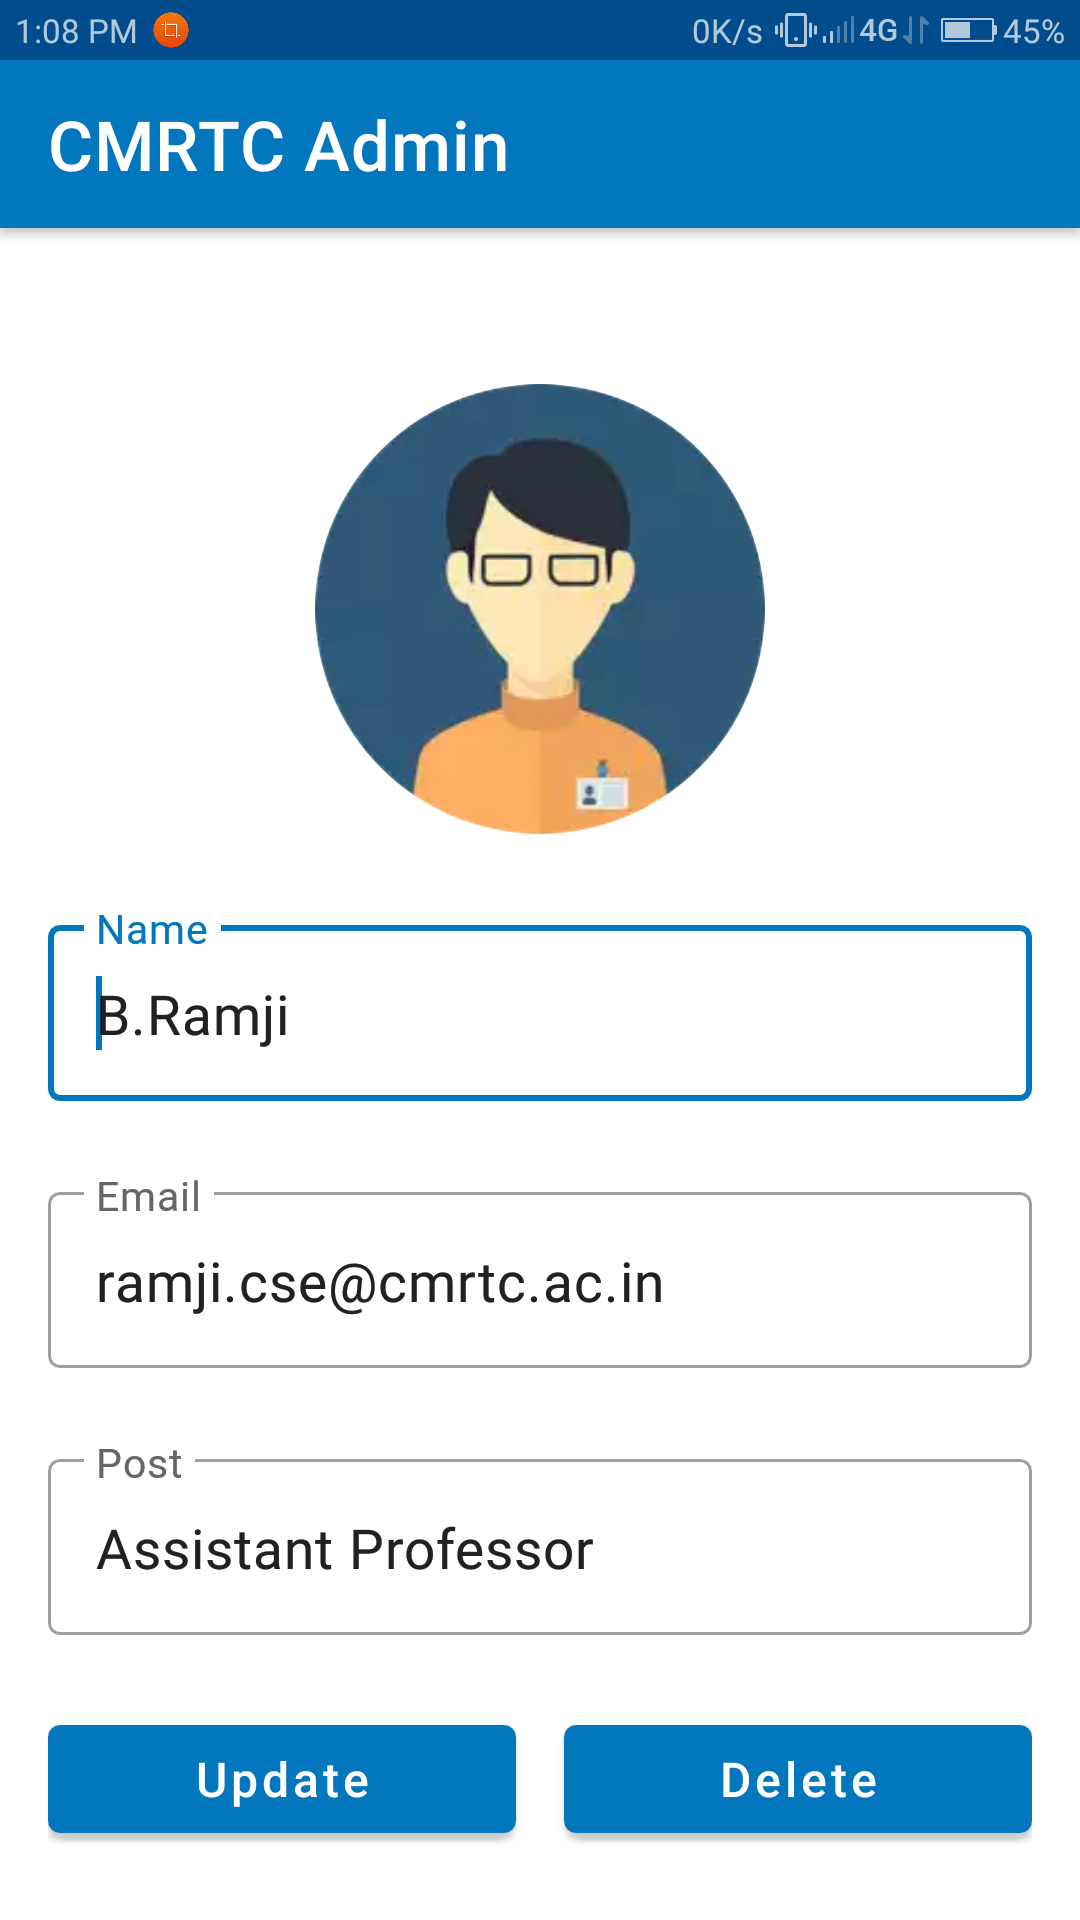 1:08 PM 0K/s 4G 45%
CMRTC Admin
Name
B.Ramji
Email
ramji.cse@cmrtc.ac.in
Post
Assistant Professor
Update Delete